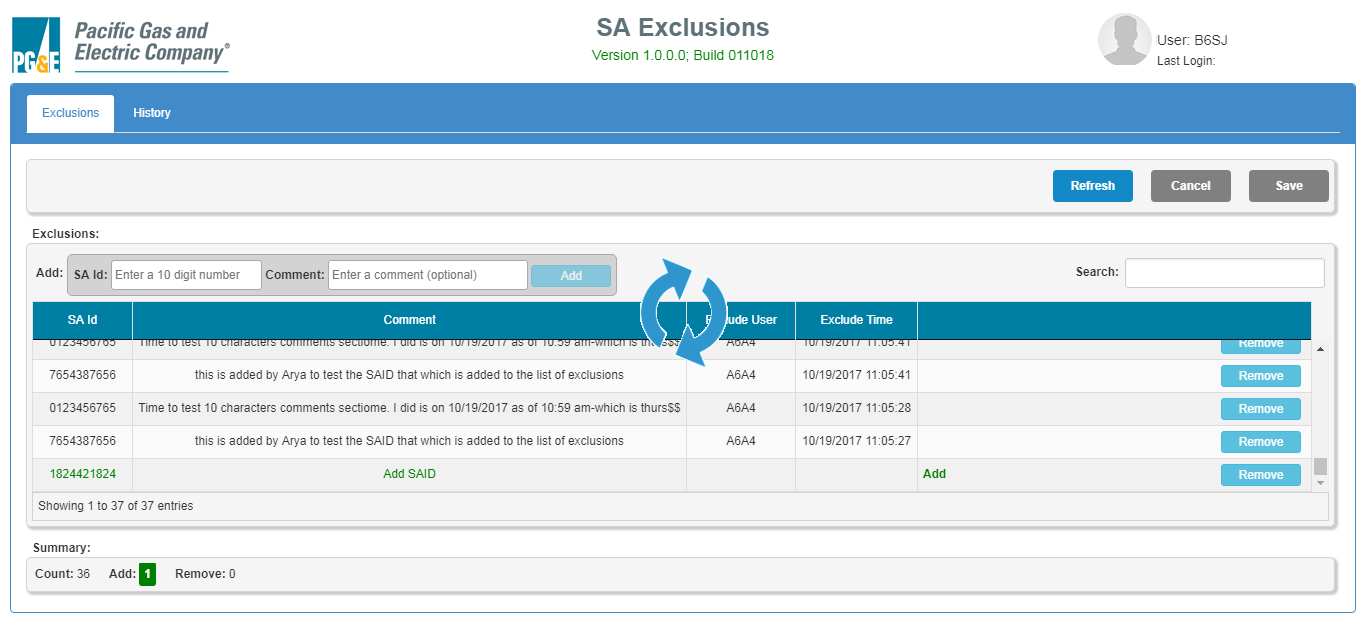 Pacific Gas and
Electric Company®
PG&E
SA Exclusions
Version 1.0.0.0; Build 011018
User: B6SJ
Last Login:
Exclusions History
Refresh Cancel Save
Exclusions:
Add: SA Id: Enter a 10 digit number Comment: Enter a comment (optional) Add Search:
SA Id Comment Exclude User Exclude Time
0123456765 Time to test 10 characters comments sectiome. I did is on 10/19/2017 as of 10:59 am-which is thurs$$ A6A4 10/19/2017 11:05:41 Remove
7654387656 this is added by Arya to test the SAID that which is added to the list of exclusions A6A4 10/19/2017 11:05:41 Remove
0123456765 Time to test 10 characters comments sectiome. I did is on 10/19/2017 as of 10:59 am-which is thurs$$ A6A4 10/19/2017 11:05:28 Remove
7654387656 this is added by Arya to test the SAID that which is added to the list of exclusions A6A4 10/19/2017 11:05:27 Remove
1824421824 Add SAID Add Remove
Showing 1 to 37 of 37 entries
Summary:
Count: 36 Add: 1 Remove: 0